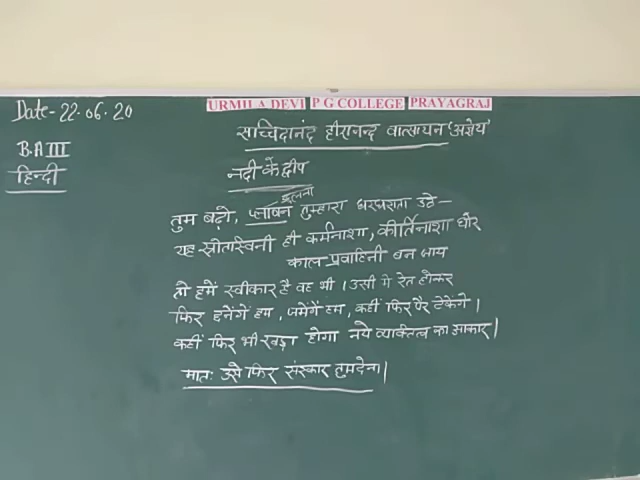 Date-22.06.20
URMILA DEVI P G COLLEGE PRAYAGRAJ
सच्चिदानंद हीरानन्द वात्सायन 'अज्ञेय'
B.A III
हिन्दी
नदी के द्वीप
झूलना
तुम बढ़ो, प्लावन तुम्हारा घरघराता उठे –
यह स्रोतस्विनी ही कर्मनाशा, कीर्तिनाशा घोर
काल प्रवाहिनी बन जाय
तो हमें स्वीकार है वह भी । उसी में रेत होकर
फिर छनेंगें हम, जमेंगें हम, कहीं फिर पैर टेकेगें ।
कहीं फिर भी खड़ा होगा नये व्यक्तित्व का आकार ।
मातः उसे फिर संस्कार तुम देना ।